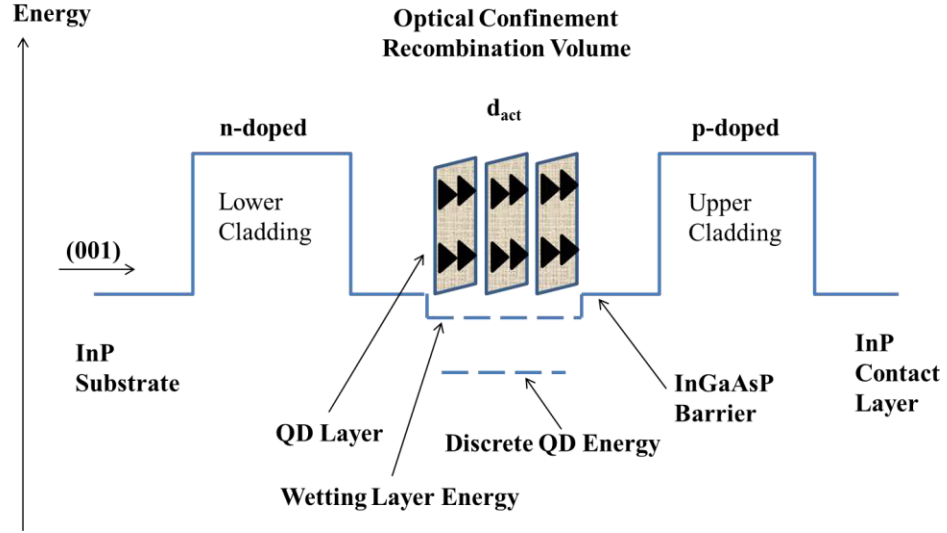 Energy
Optical Confinement
Recombination Volume
d_act
n-doped
p-doped
Lower
Cladding
Upper
Cladding
(001)
InP
Substrate
InP
Contact
Layer
InGaAsP
Barrier
QD Layer
Discrete QD Energy
Wetting Layer Energy